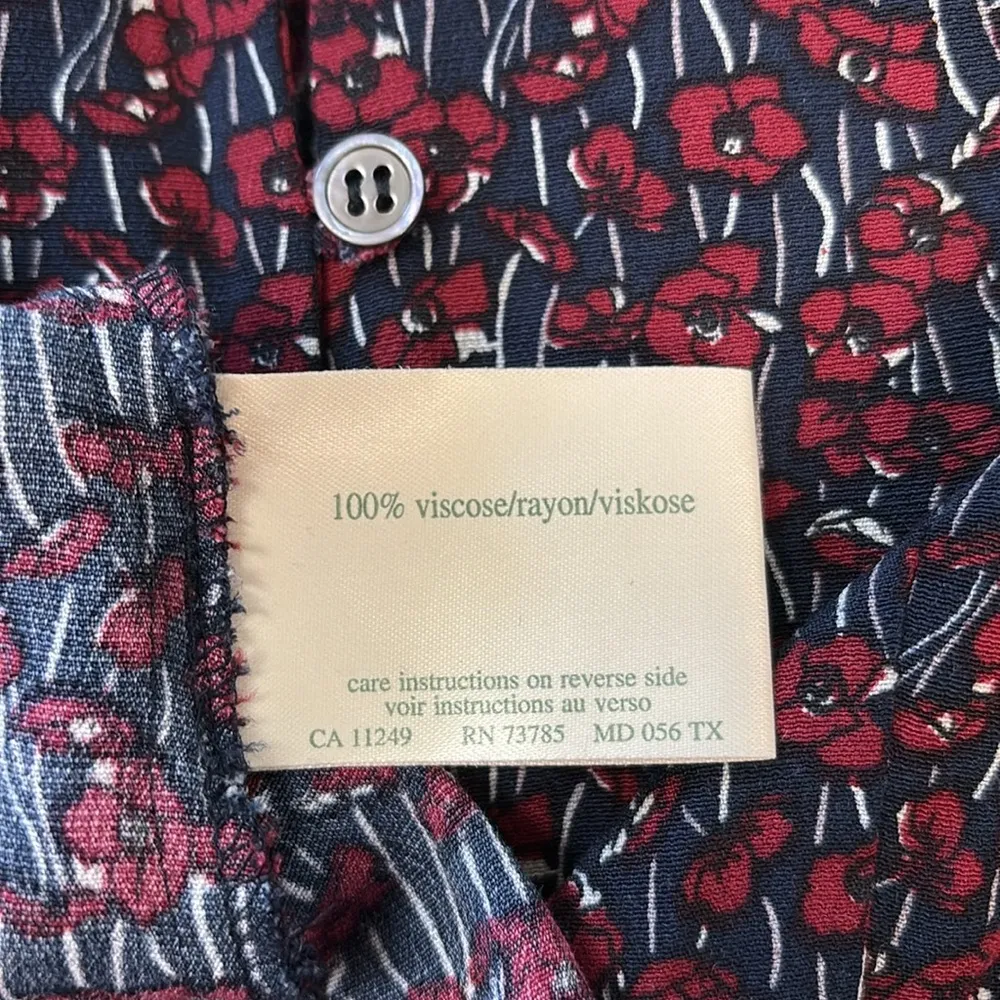 100% viscose/rayon/viskose
care instructions on reverse side
voir instructions au verso
CA 11249 RN 73785 MD 056 TX